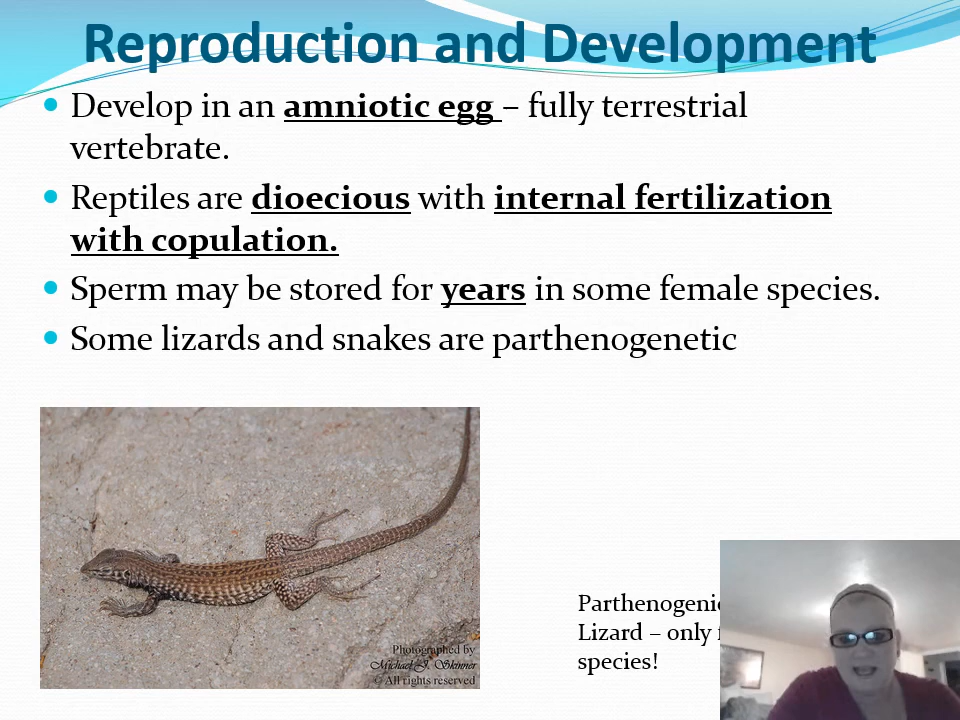 Reproduction and Development
Develop in an amniotic egg – fully terrestrial
vertebrate.
Reptiles are dioecious with internal fertilization
with copulation.
Sperm may be stored for years in some female species.
Some lizards and snakes are parthenogenetic
Photographed by
Michael J. Skinner
© All rights reserved
Lizard – only
species!